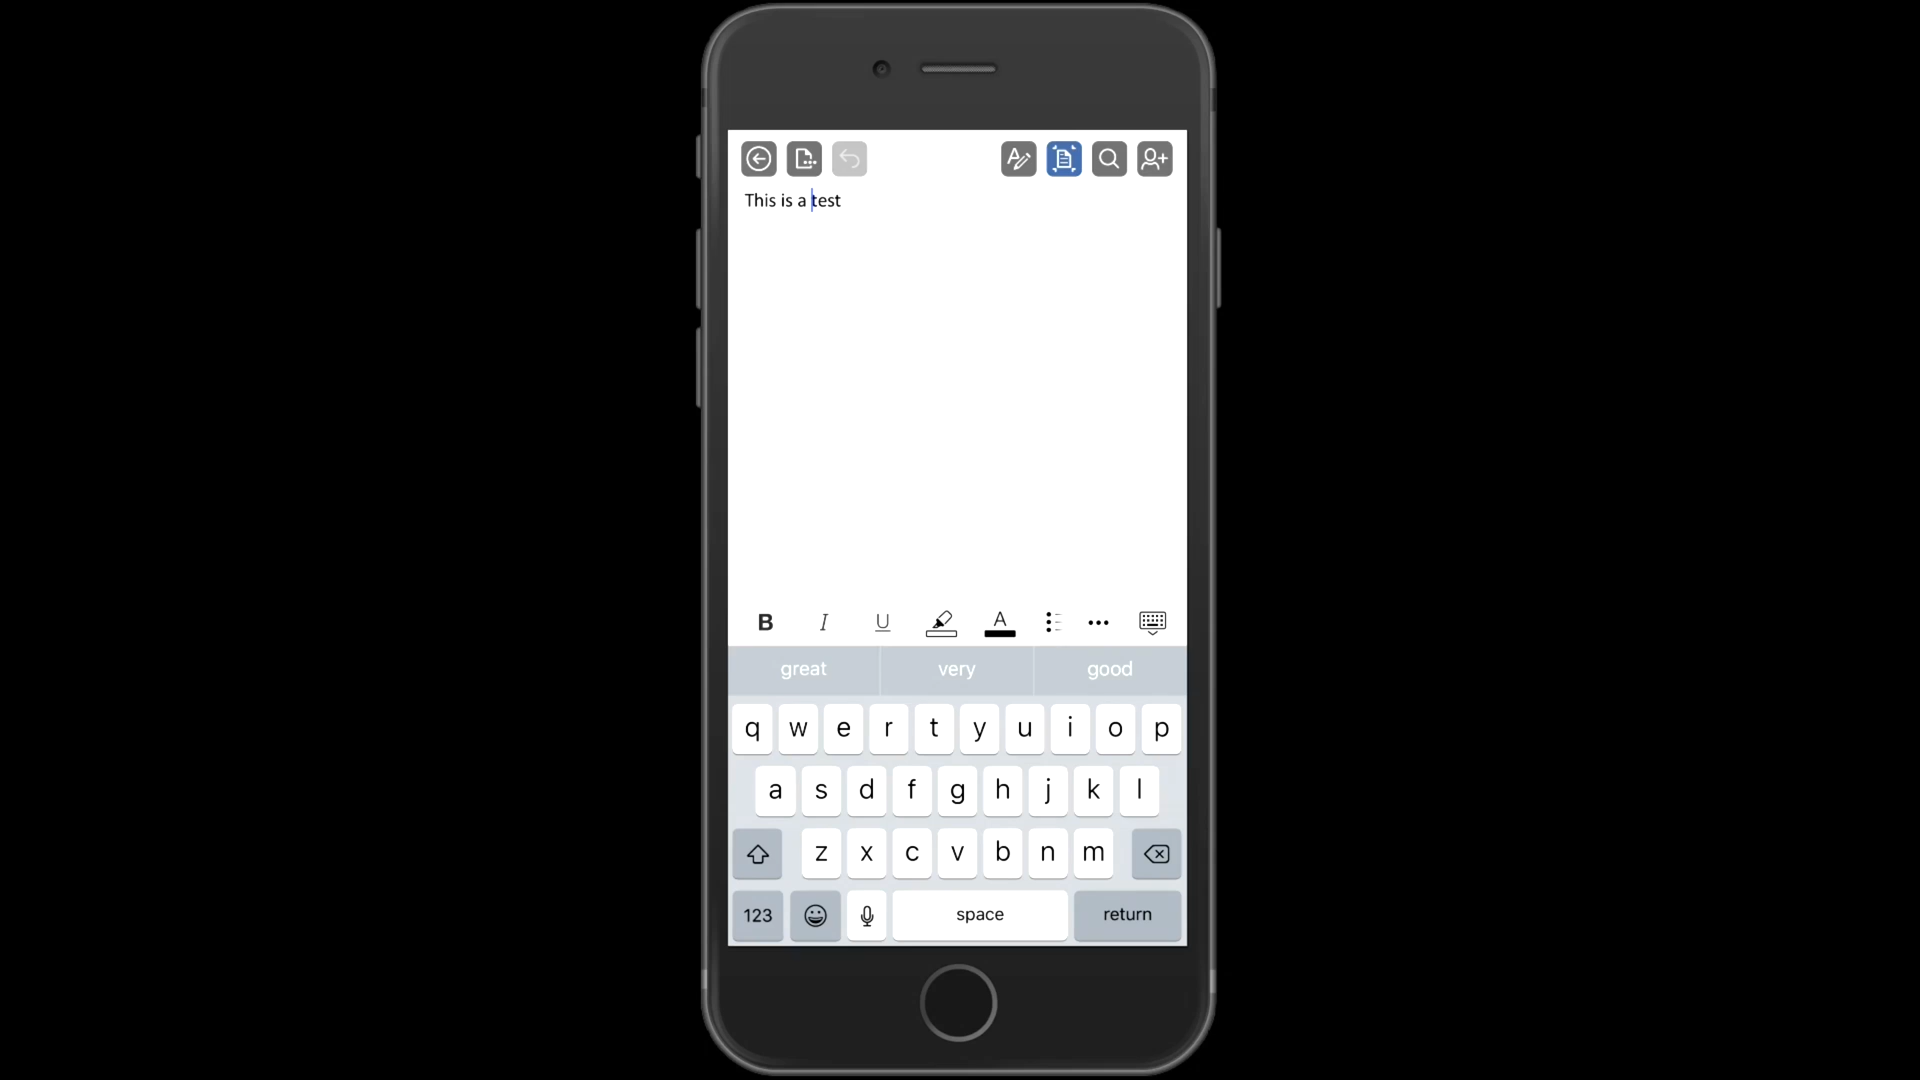 This is a test
B I U A
great very good
q w e r t y u i o p
a s d f g h j k l
z x c v b n m
123 space return